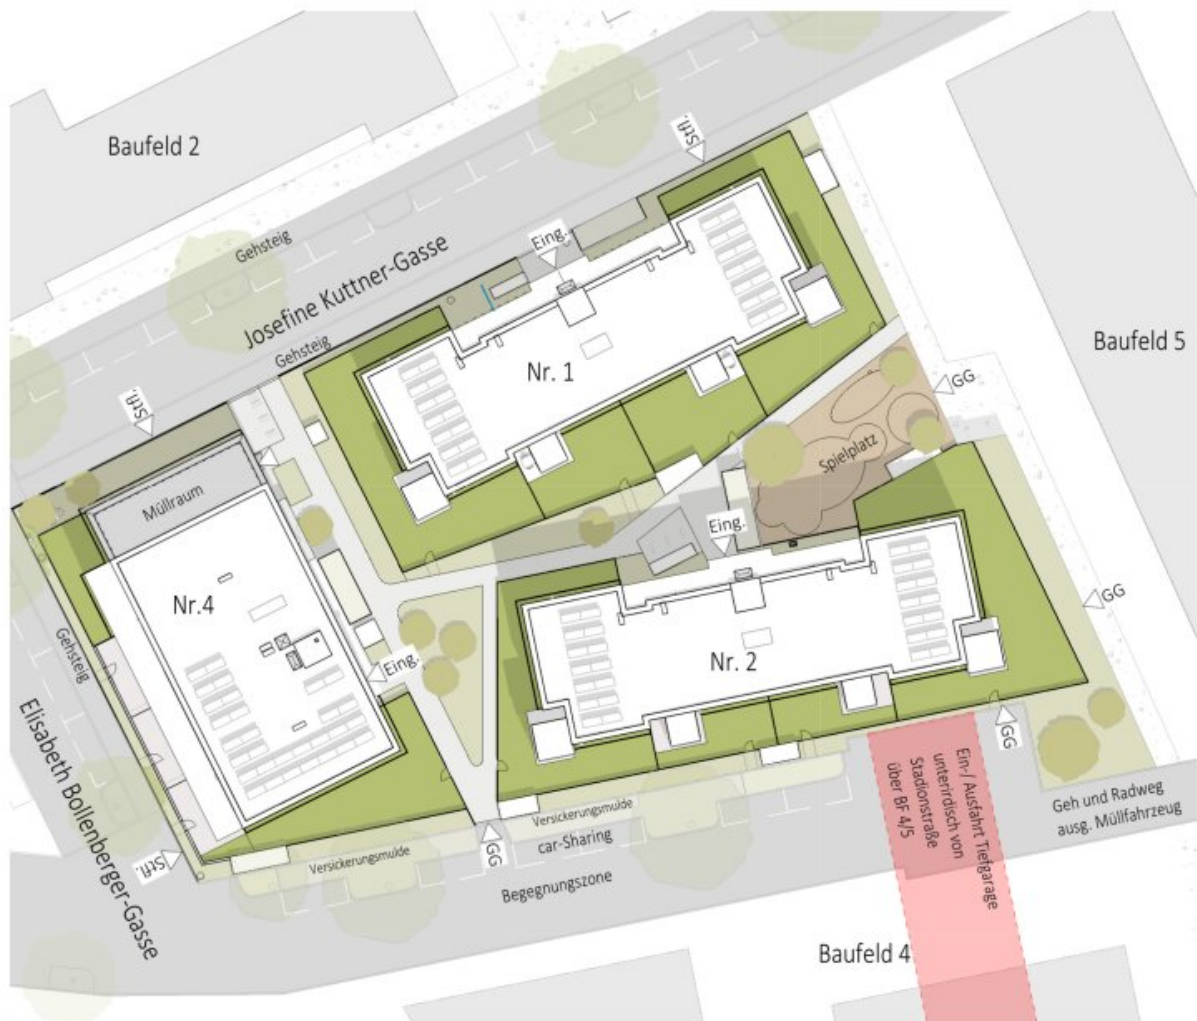 Baufeld 2
Stfl.
Gehsteig
Josefine Kuttner-Gasse
Eing.
Gehsteig
Baufeld 5
Nr. 1
Stfl.
GG
Spielplatz
Müllraum
Eing.
Nr.4
GG
Gehsteig
Eing.
Nr. 2
Elisabeth Bollenberger-Gasse
GG
Ein-/ Ausfahrt Tiefgarage
unterirdisch von
Stadionstraße
über BF 4/5
Geh und Radweg
ausg. Müllfahrzeug
Versickerungsmulde
car-Sharing
GG
Versickerungsmulde
Stfl.
Begegnungszone
Baufeld 4